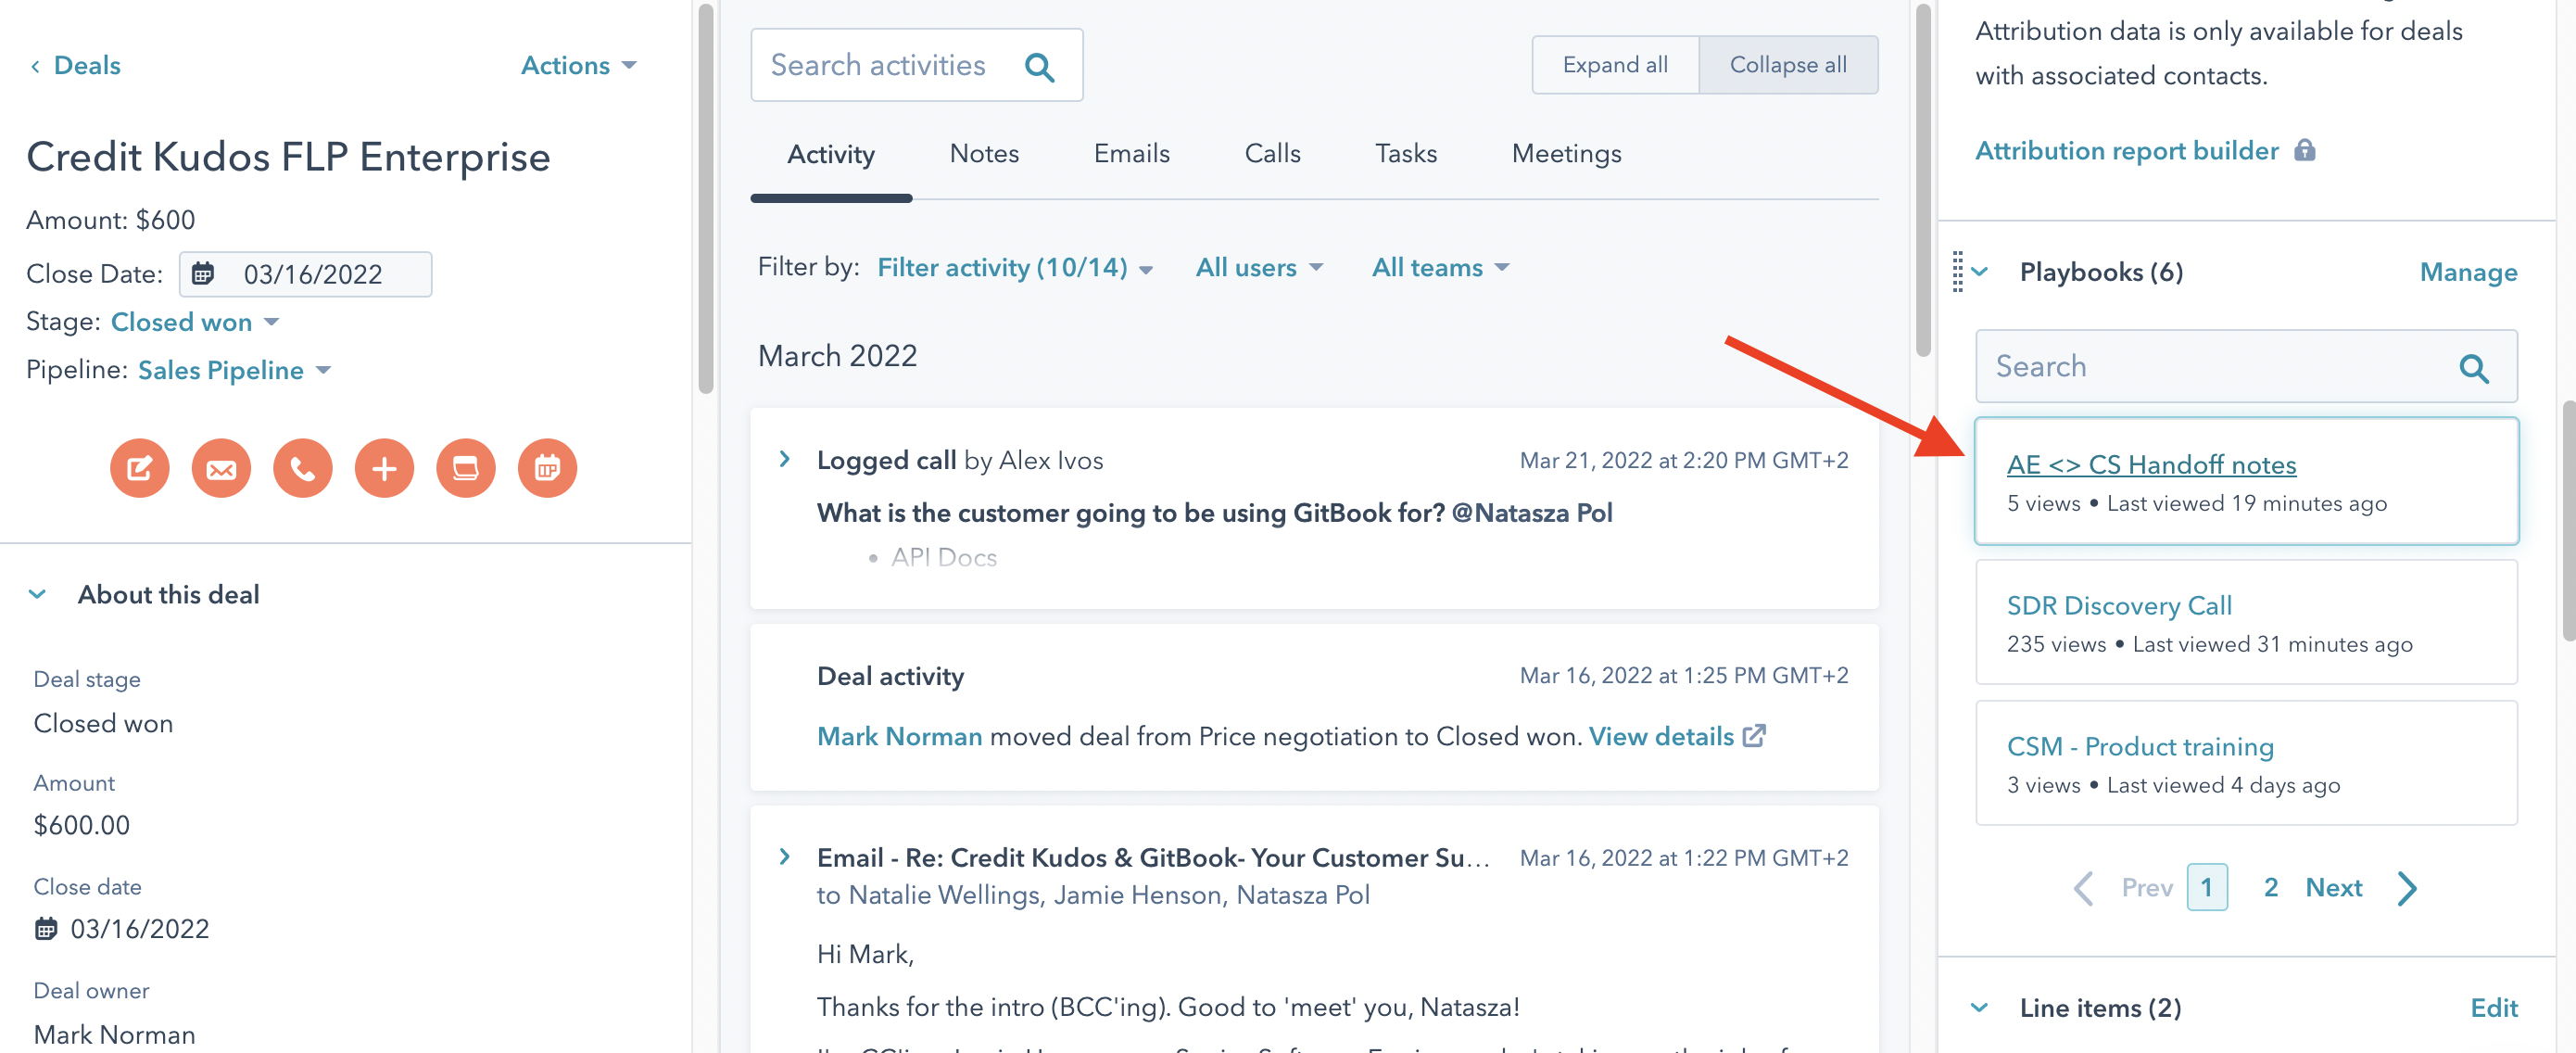 Deals
Actions
Credit Kudos FLP Enterprise
Amount: $600
Close Date: 03/16/2022
Stage: Closed won
Pipeline: Sales Pipeline
About this deal
Deal stage
Closed won
Amount
$600.00
Close date
03/16/2022
Deal owner
Mark Norman
Search activities
Expand all
Collapse all
Activity
Notes
Emails
Calls
Tasks
Meetings
Filter by: Filter activity (10/14) All users All teams
March 2022
Logged call by Alex Ivos
Mar 21, 2022 at 2:20 PM GMT+2
What is the customer going to be using GitBook for? @Natasza Pol
• API Docs
Deal activity
Mar 16, 2022 at 1:25 PM GMT+2
Mark Norman moved deal from Price negotiation to Closed won. View details
Email - Re: Credit Kudos & GitBook- Your Customer Su...
Mar 16, 2022 at 1:22 PM GMT+2
to Natalie Wellings, Jamie Henson, Natasza Pol
Hi Mark,
Thanks for the intro (BCC'ing). Good to 'meet' you, Natasza!
Attribution data is only available for deals
with associated contacts.
Attribution report builder
Playbooks (6)
Manage
Search
AE <> CS Handoff notes
5 views • Last viewed 19 minutes ago
SDR Discovery Call
235 views • Last viewed 31 minutes ago
CSM - Product training
3 views • Last viewed 4 days ago
Prev 1 2 Next
Line items (2)
Edit